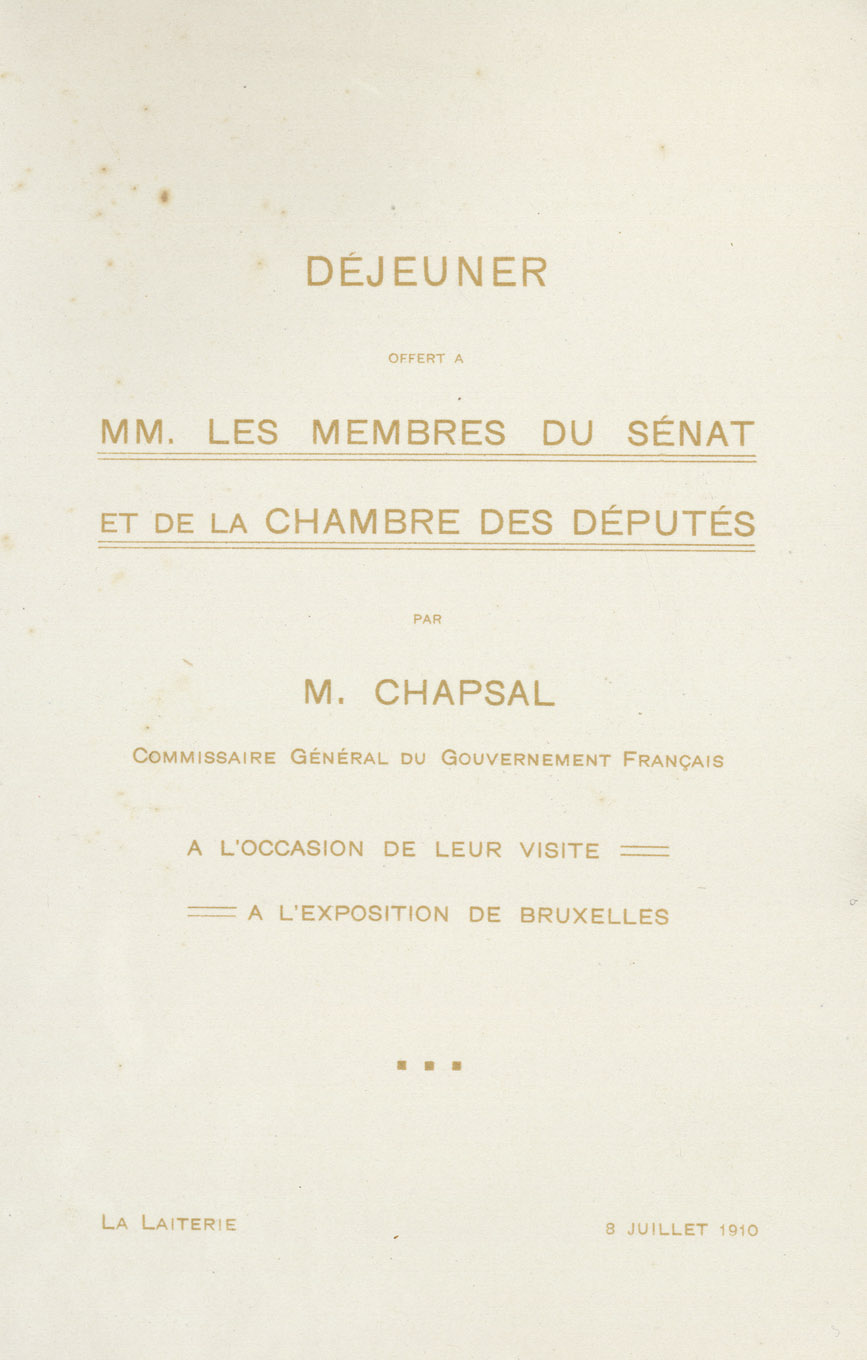 DÉJEUNER
OFFERT A
MM. LES MEMBRES DU SÉNAT
ET DE LA CHAMBRE DES DÉPUTÉS
PAR
M. CHAPSAL
COMMISSAIRE GÉNÉRAL DU GOUVERNEMENT FRANÇAIS
A L'OCCASION DE LEUR VISITE
A L'EXPOSITION DE BRUXELLES
LA LAITERIE
8 JUILLET 1910